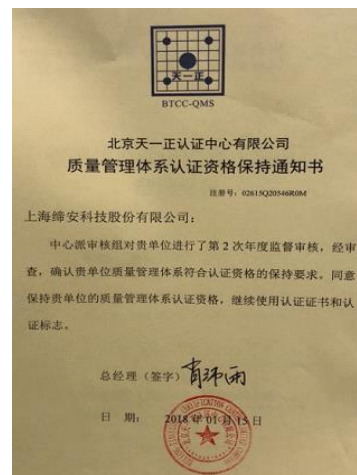 天一正
BTCC-QMS
北京天一正认证中心有限公司
质量管理体系认证资格保持通知书
注册号：02615Q20546R0M
上海缔安科技股份有限公司：
中心派审核组对贵单位进行了第 2 次年度监督审核，经审
查，确认贵单位质量管理体系符合认证资格的保持要求。同意
保持贵单位的质量管理体系认证资格，继续使用认证证书和认
证标志。
总经理（签字）
日 期： 2018 年 01 月 15 日